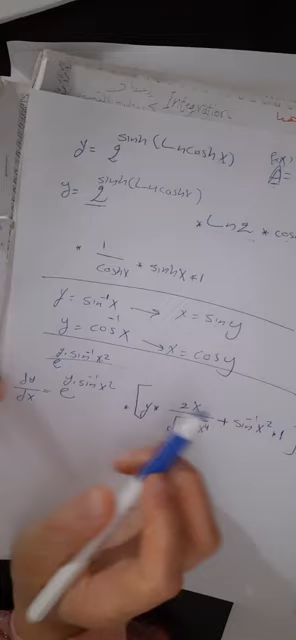 Integration
y = 2^sinh(Ln cosh x)
y = 2^sinh(Ln cosh x)
* Ln2 * cos
* 1/cosh x * sinh x * 1
y = sin⁻¹x → x = sin y
y = cos⁻¹x → x = cos y
e^y·sin⁻¹x²
dy/dx = e^y·sin⁻¹x² * [y * 2x/√ x⁴ + sin⁻¹x² * 1]